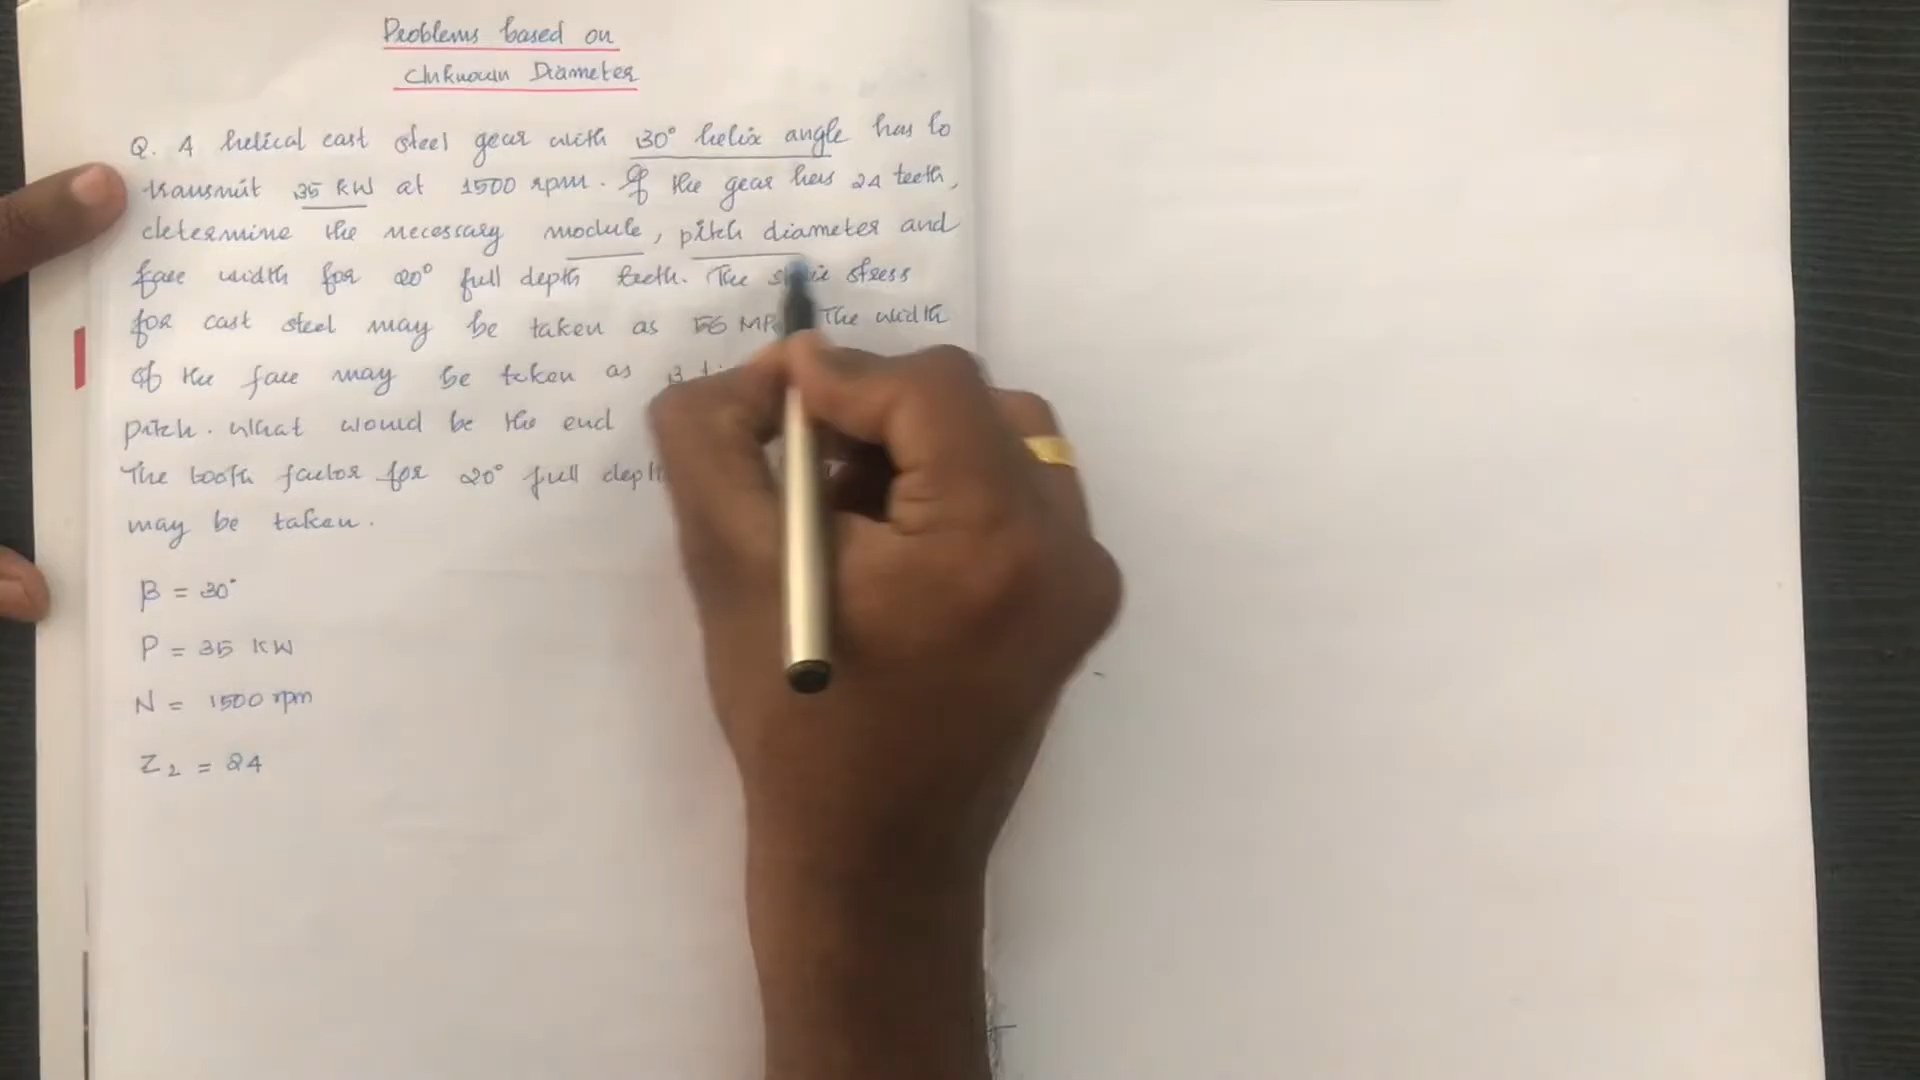 Problems based on
Unknown Diameter
Q. A helical cast steel gear with 30° helix angle has to
transmit 35 kW at 1500 rpm. If the gear has 24 teeth,
determine the necessary module, pitch diameter and
face width for 20° full depth teeth. The stress
for cast steel may be taken as 56 MP The width
of the face may be taken as 3
pitch. What would be the end
The tooth factor for 20° full depth
may be taken.
β = 30°
P = 35 KW
N = 1500 rpm
Z2 = 24